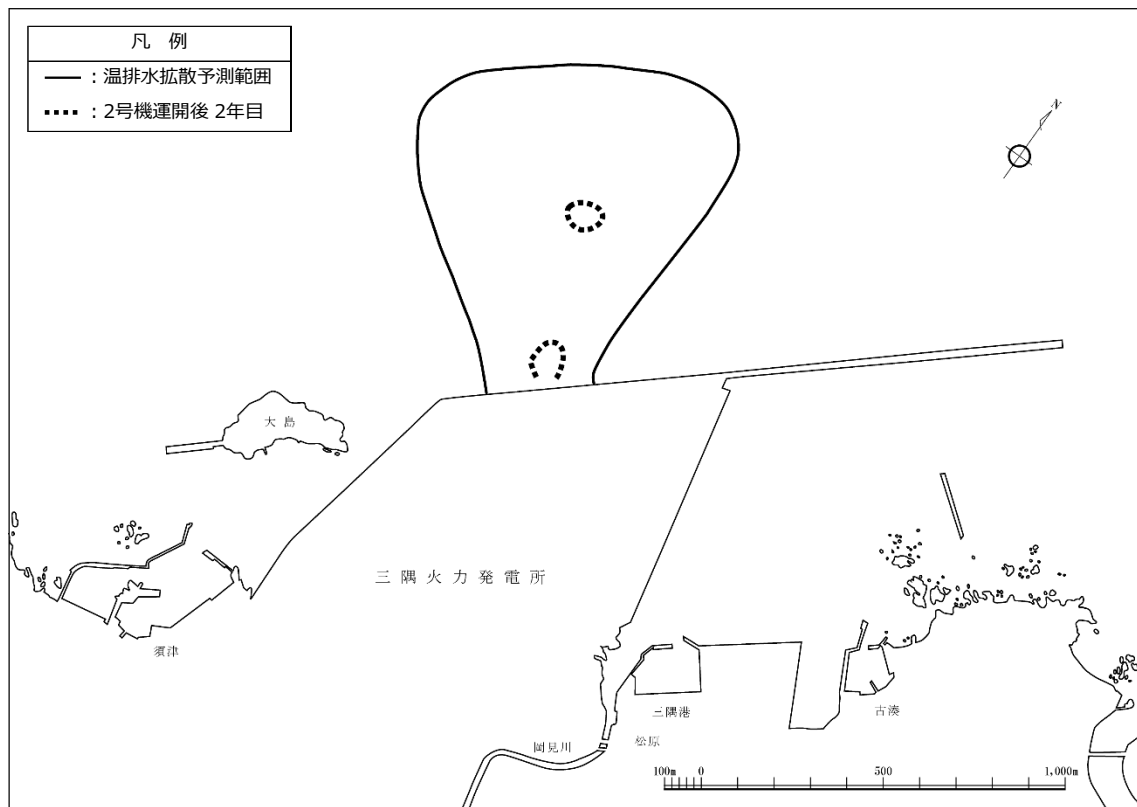 凡 例
：温排水拡散予測範囲
：2号機運開後 2年目
N
大 島
三 隅 火 力 発 電 所
須津
三隅港
古湊
岡見川
松原
100m 0 500 1,000m